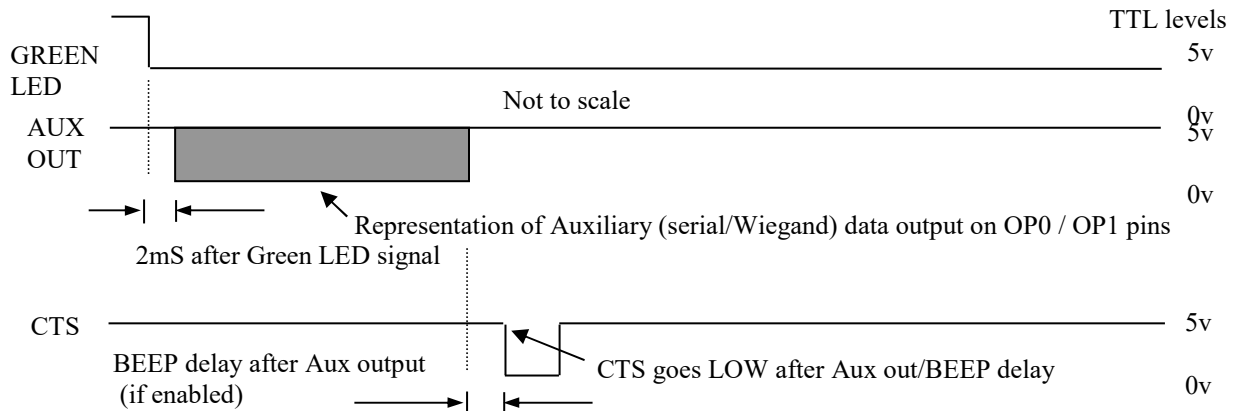 TTL levels
GREEN
LED
5v
Not to scale
0v
AUX
OUT
5v
0v
Representation of Auxiliary (serial/Wiegand) data output on OP0 / OP1 pins
2mS after Green LED signal
CTS
5v
BEEP delay after Aux output
(if enabled)
CTS goes LOW after Aux out/BEEP delay
0v